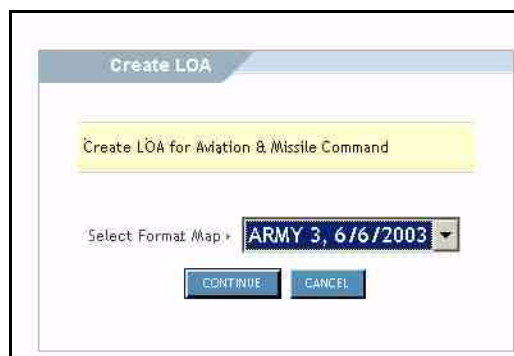 Create LOA
Create LOA for Aviation & Missile Command
Select Format Map
ARMY 3, 6/6/2003
CONTINUE CANCEL